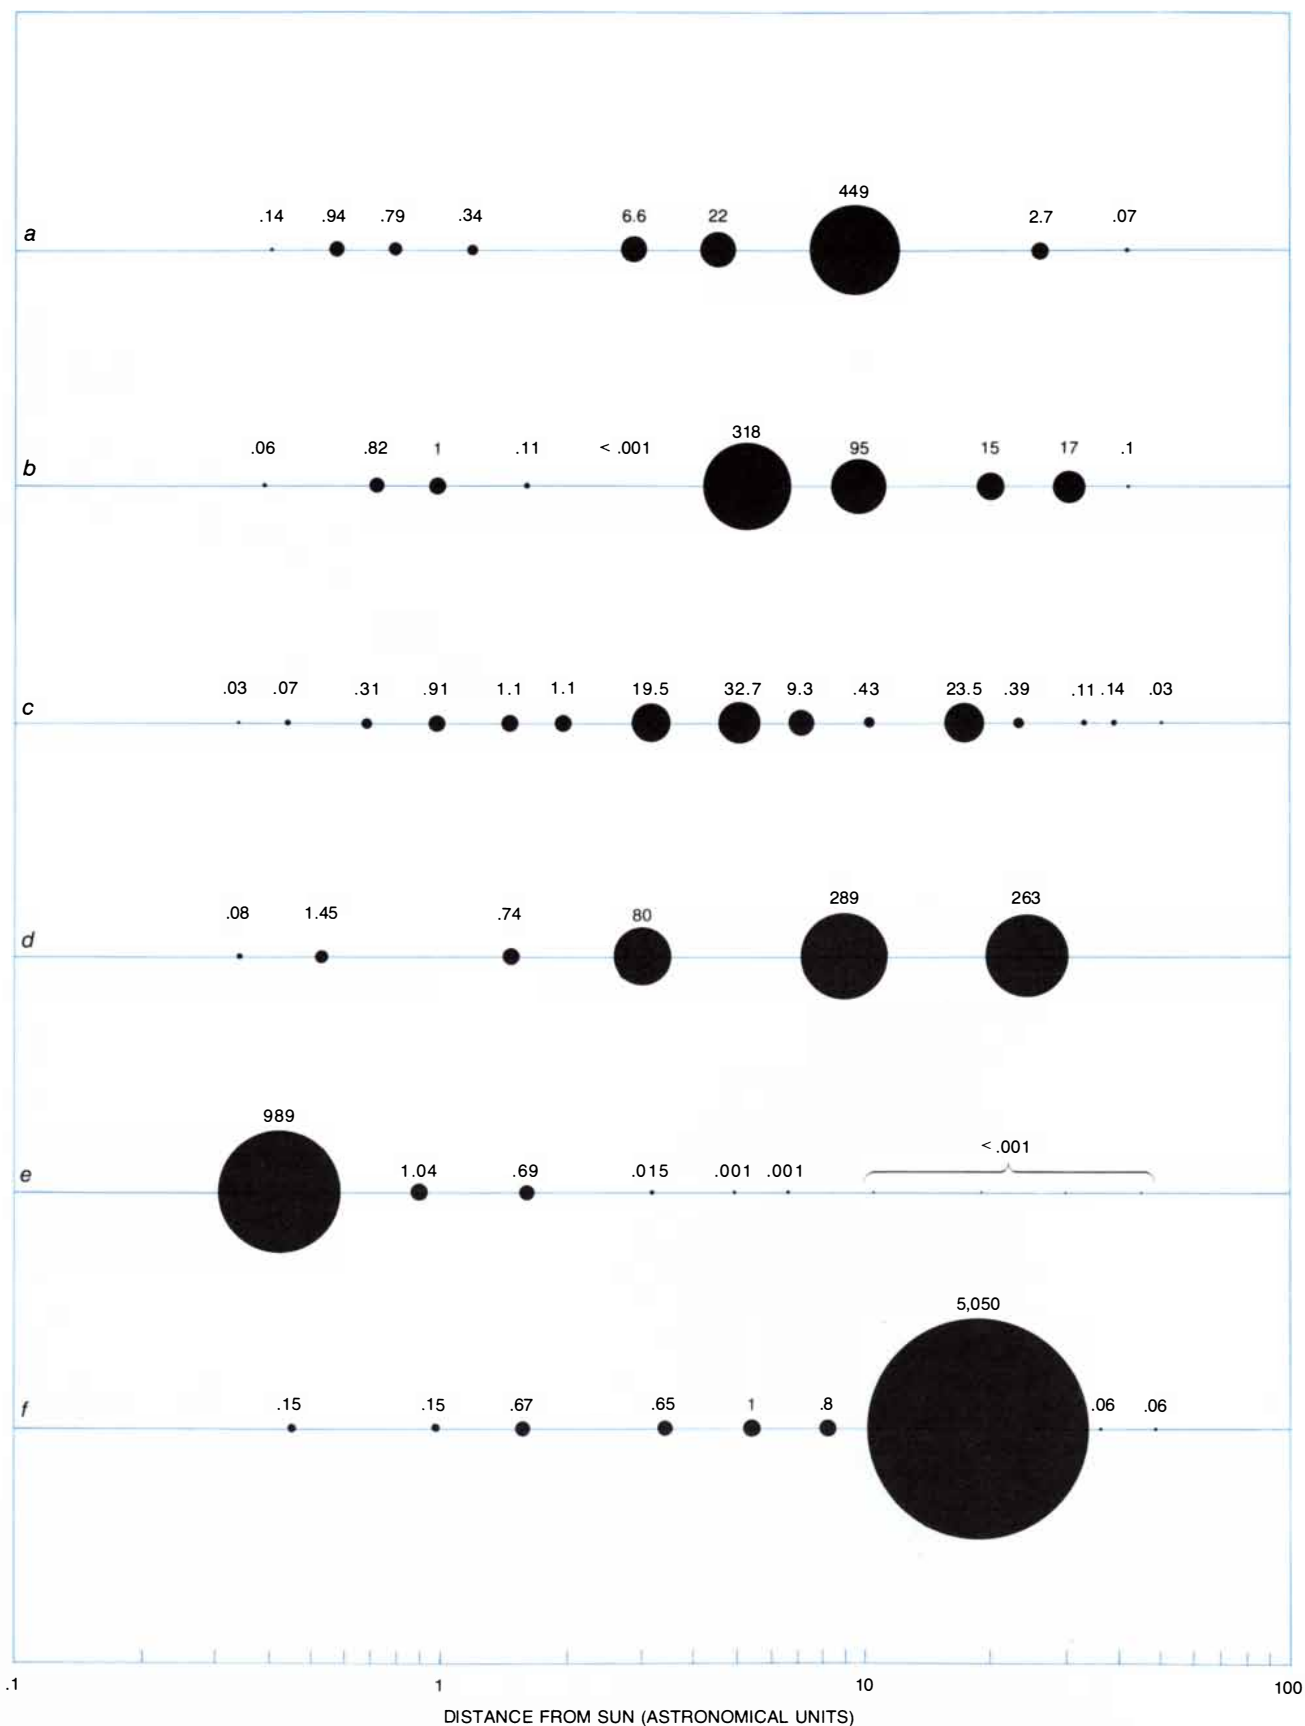 449
.14 .94 .79 .34 6.6 22 2.7 .07
a
318
.06 .82 1 .11 < .001 95 15 17 .1
b
.03 .07 .31 .91 1.1 1.1 19.5 32.7 9.3 .43 23.5 .39 .11 .14 .03
c
289 263
.08 1.45 .74 80
d
989
< .001
1.04 .69 .015 .001 .001
e
5,050
.15 .15 .67 .65 1 .8 .06 .06
f
.1 1 10 100
DISTANCE FROM SUN (ASTRONOMICAL UNITS)